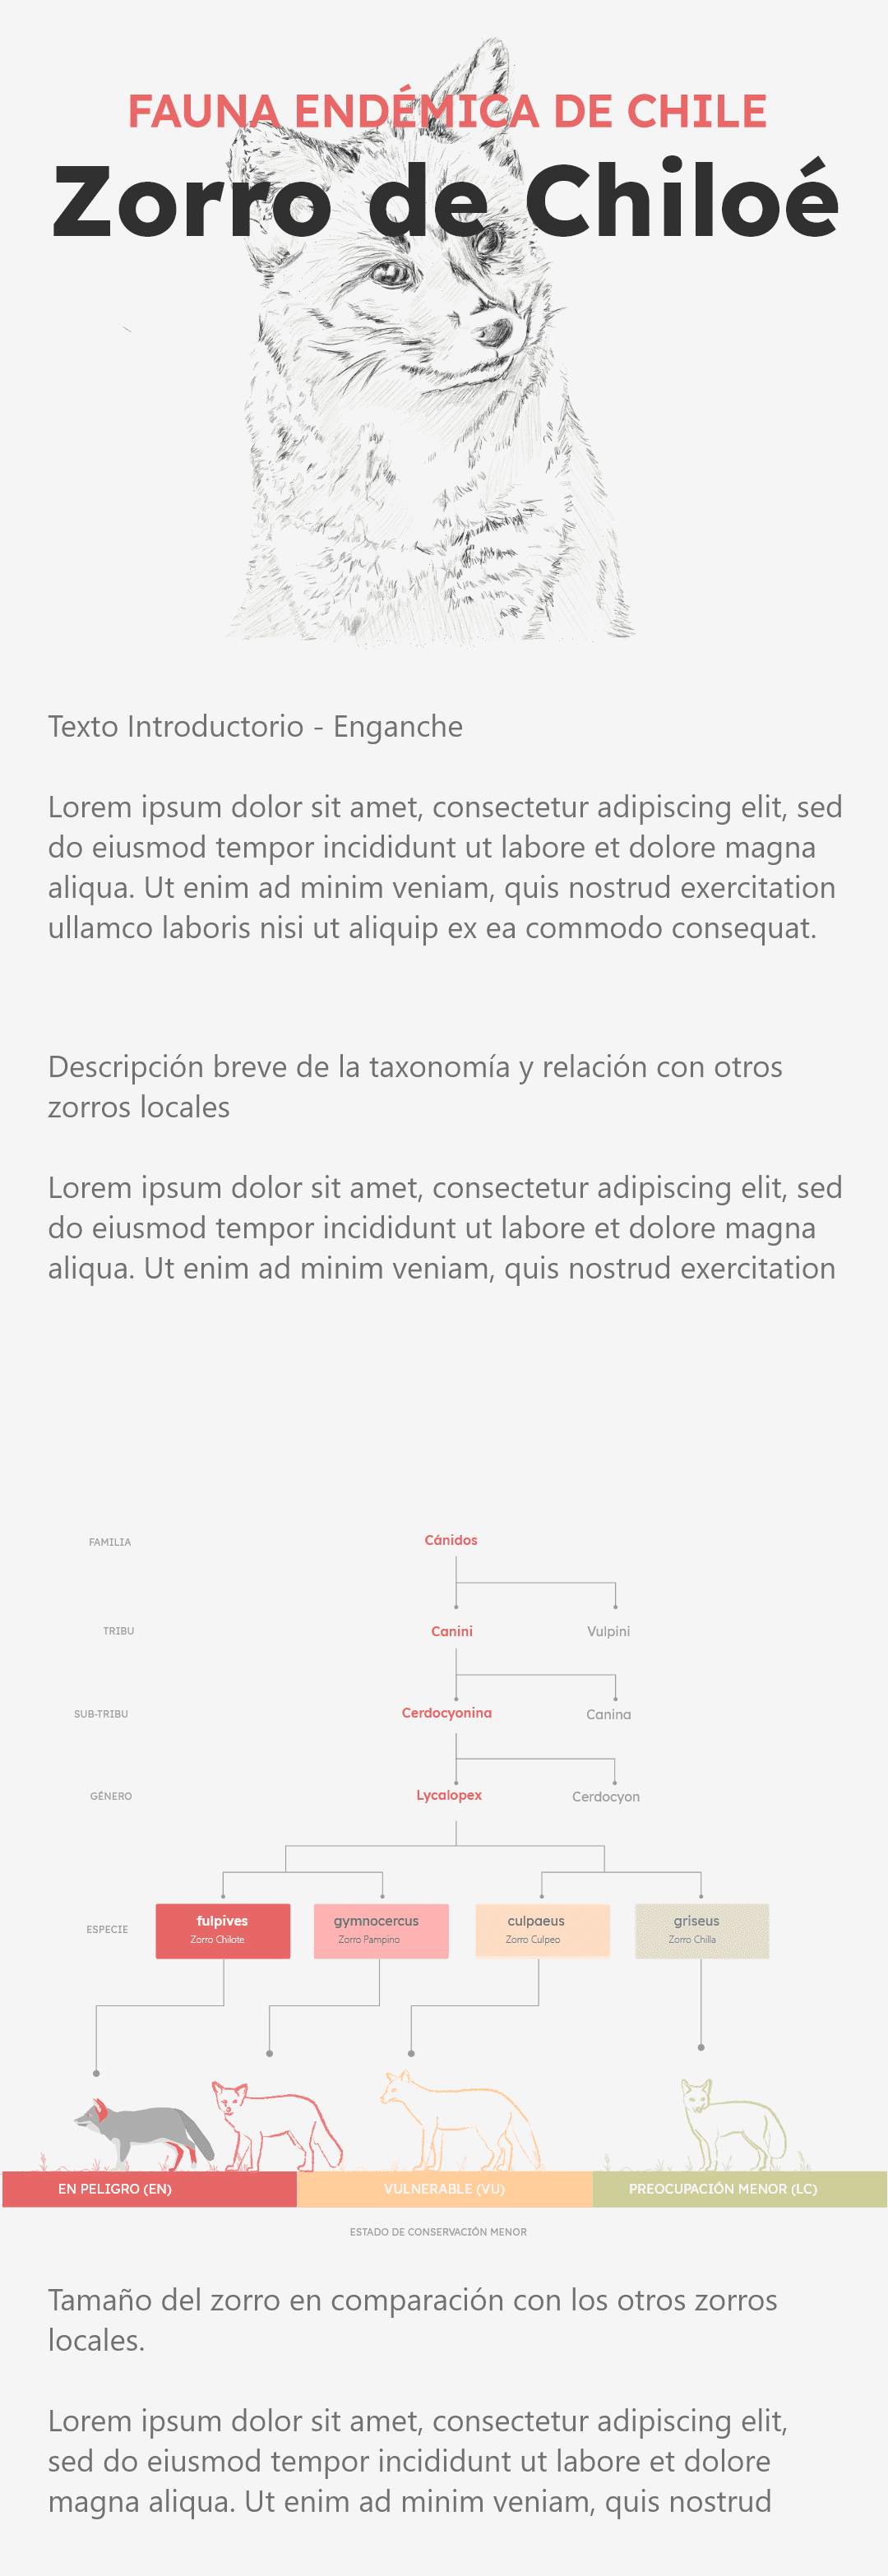 FAUNA ENDÉMICA DE CHILE
Zorro de Chiloé
Texto Introductorio - Enganche
Lorem ipsum dolor sit amet, consectetur adipiscing elit, sed
do eiusmod tempor incididunt ut labore et dolore magna
aliqua. Ut enim ad minim veniam, quis nostrud exercitation
ullamco laboris nisi ut aliquip ex ea commodo consequat.
Descripción breve de la taxonomía y relación con otros
zorros locales
Lorem ipsum dolor sit amet, consectetur adipiscing elit, sed
do eiusmod tempor incididunt ut labore et dolore magna
aliqua. Ut enim ad minim veniam, quis nostrud exercitation
FAMILIA Cánidos
TRIBU Canini Vulpini
SUB-TRIBU Cerdocyonina Canina
GÉNERO Lycalopex Cerdocyon
ESPECIE
fulpíves gymnocercus culpaeus griseus
Zorro Chilote Zorro Pampino Zorro Culpeo Zorro Chilla
EN PELIGRO (EN) VULNERABLE (VU) PREOCUPACIÓN MENOR (LC)
ESTADO DE CONSERVACIÓN MENOR
Tamaño del zorro en comparación con los otros zorros
locales.
Lorem ipsum dolor sit amet, consectetur adipiscing elit,
sed do eiusmod tempor incididunt ut labore et dolore
magna aliqua. Ut enim ad minim veniam, quis nostrud